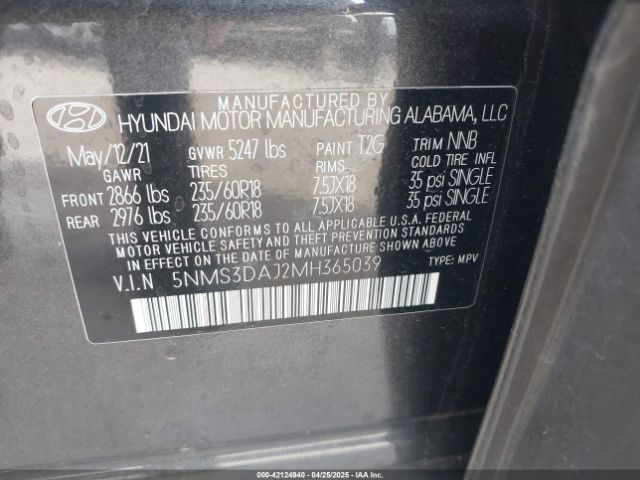 MANUFACTURED BY
HYUNDAI MOTOR MANUFACTURING ALABAMA, LLC
May/12/21 GVWR 5247 lbs PAINT T2G TRIM NNB
GAWR TIRES RIMS COLD TIRE INFL
FRONT 2866 lbs 235/60R18 7.5JX18 35 psi SINGLE
REAR 2976 lbs 235/60R18 7.5JX18 35 psi SINGLE
THIS VEHICLE CONFORMS TO ALL APPLICABLE U.S.A. FEDERAL
MOTOR VEHICLE SAFETY AND THEFT PREVENTION STANDARDS
IN EFFECT ON THE DATE OF MANUFACTURE SHOWN ABOVE.
V.I.N 5NMS3DAJ2MH365039 TYPE: MPV
000-42124940 - 04/25/2025 - IAAI.COM